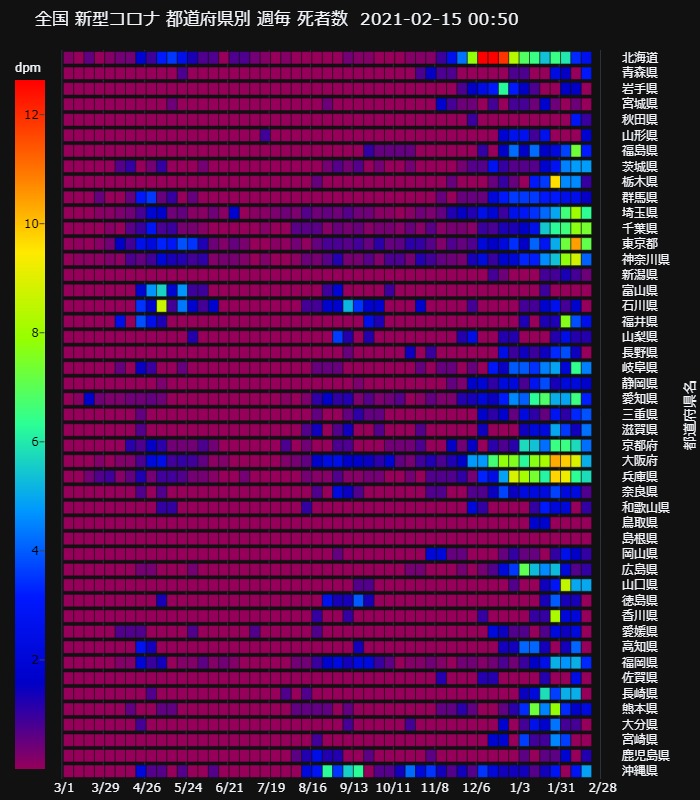 全国 新型コロナ 都道府県別 週毎 死者数 2021-02-15 00:50
dpm
12
10
8
6
4
2
北海道
青森県
岩手県
宮城県
秋田県
山形県
福島県
茨城県
栃木県
群馬県
埼玉県
千葉県
東京都
神奈川県
新潟県
富山県
石川県
福井県
山梨県
長野県
岐阜県
静岡県
愛知県
三重県
滋賀県
京都府
大阪府
兵庫県
奈良県
和歌山県
鳥取県
島根県
岡山県
広島県
山口県
徳島県
香川県
愛媛県
高知県
福岡県
佐賀県
長崎県
熊本県
大分県
宮崎県
鹿児島県
沖縄県
都道府県名
3/1 3/29 4/26 5/24 6/21 7/19 8/16 9/13 10/11 11/8 12/6 1/3 1/31 2/28